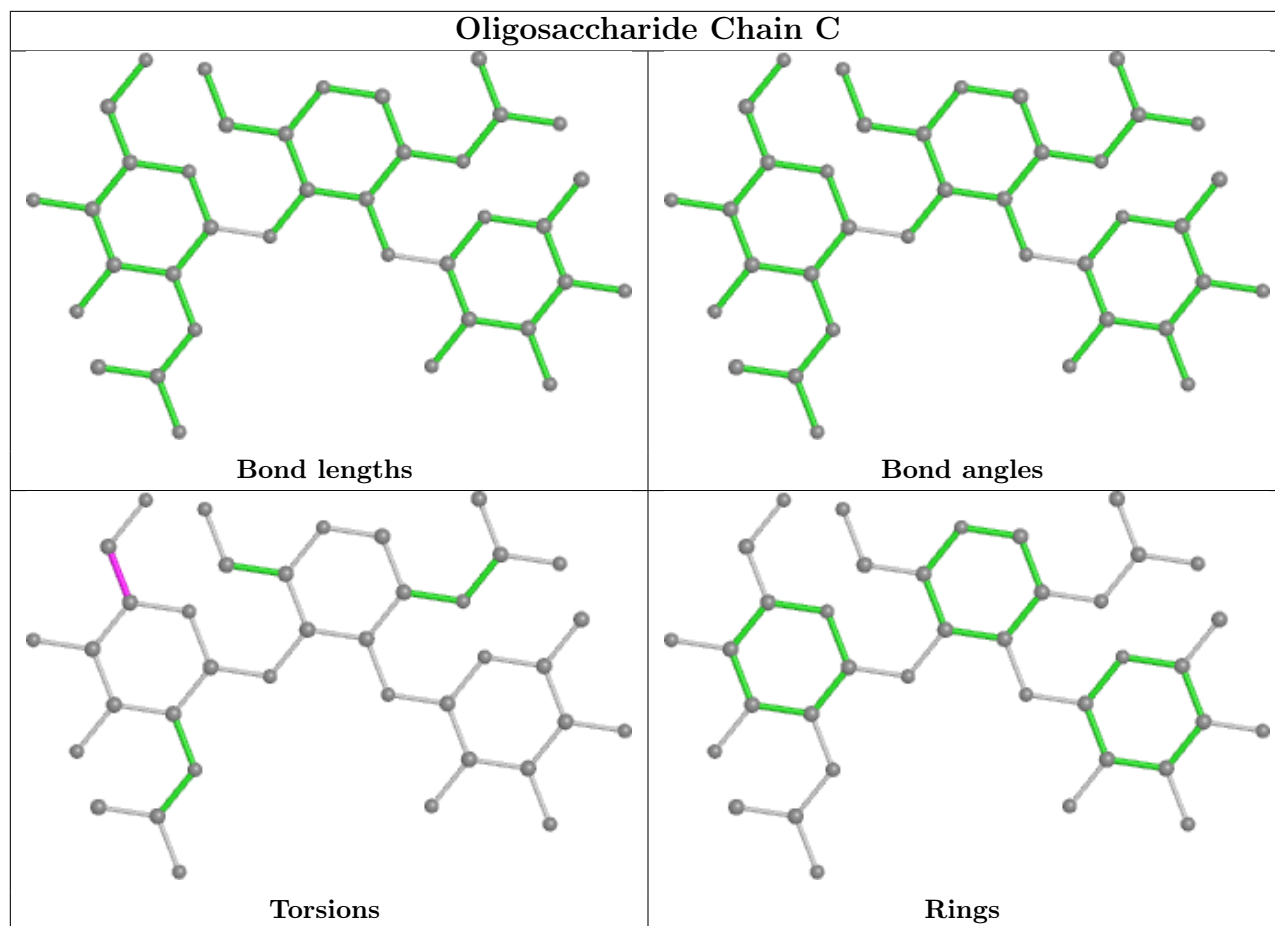 Oligosaccharide Chain C
Bond lengths
Bond angles
Torsions
Rings